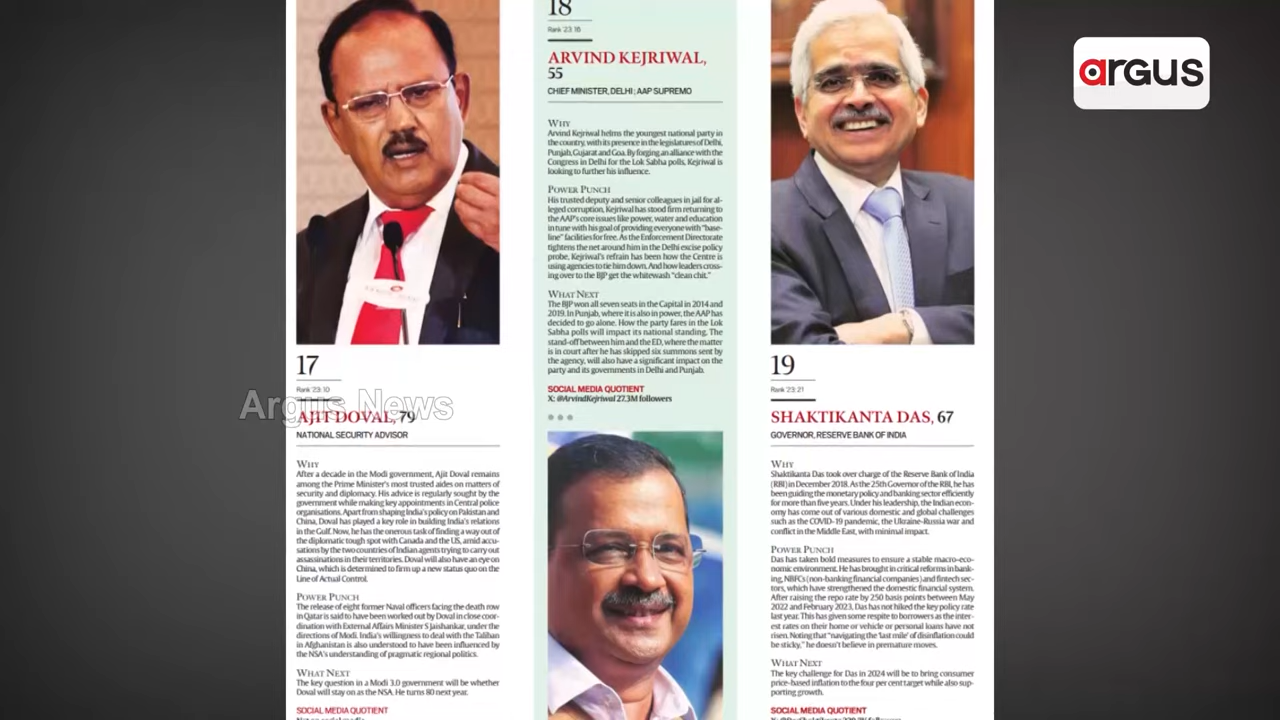 argus
Argus News
17
Rank '23: 10
AJIT DOVAL, 79
NATIONAL SECURITY ADVISOR
WHY
After a decade in the Modi government, Ajit Doval remains
among the Prime Minister's most trusted aides on matters of
security and diplomacy. His advice is regularly sought by the
government while making key appointments in Central police
organisations. Apart from shaping India's policy on Pakistan and
China, Doval has played a key role in building India's relations
in the Gulf. Now, he has the onerous task of finding a way out of
the diplomatic tough spot with Canada and the US, amid accu-
sations by the two countries of Indian agents trying to carry out
assassinations in their territories. Doval will also have an eye on
China, which is determined to firm up a new status quo on the
Line of Actual Control.
POWER PUNCH
The release of eight former Naval officers facing the death row
in Qatar is said to have been worked out by Doval in close coor-
dination with External Affairs Minister S Jaishankar, under the
directions of Modi. India's willingness to deal with the Taliban
in Afghanistan is also understood to have been influenced by
the NSA's understanding of pragmatic regional politics.
WHAT NEXT
The key question in a Modi 3.0 government will be whether
Doval will stay on as the NSA. He turns 80 next year.
SOCIAL MEDIA QUOTIENT
18
Rank '23: 16
ARVIND KEJRIWAL,
55
CHIEF MINISTER, DELHI ; AAP SUPREMO
WHY
Arvind Kejriwal helms the youngest national party in
the country, with its presence in the legislatures of Delhi,
Punjab, Gujarat and Goa. By forging an alliance with the
Congress in Delhi for the Lok Sabha polls, Kejriwal is
looking to further his influence.
POWER PUNCH
His trusted deputy and senior colleagues in jail for al-
leged corruption, Kejriwal has stood firm returning to
the AAP's core issues like power, water and education
in tune with his goal of providing everyone with "base-
line" facilities for free. As the Enforcement Directorate
tightens the net around him in the Delhi excise policy
probe, Kejriwal's refrain has been how the Centre is
using agencies to tie him down. And how leaders cross-
ing over to the BJP get the whitewash "clean chit."
WHAT NEXT
The BJP won all seven seats in the Capital in 2014 and
2019. In Punjab, where it is also in power, the AAP has
decided to go alone. How the party fares in the Lok
Sabha polls will impact its national standing. The
stand-off between him and the ED, where the matter
is in court after he has skipped six summons sent by
the agency, will also have a significant impact on the
party and its governments in Delhi and Punjab.
SOCIAL MEDIA QUOTIENT
X: @ArvindKejriwal 27.3M followers
19
Rank '23: 21
SHAKTIKANTA DAS, 67
GOVERNOR, RESERVE BANK OF INDIA
WHY
Shaktikanta Das took over charge of the Reserve Bank of India
(RBI) in December 2018. As the 25th Governor of the RBI, he has
been guiding the monetary policy and banking sector efficiently
for more than five years. Under his leadership, the Indian econ-
omy has come out of various domestic and global challenges
such as the COVID-19 pandemic, the Ukraine-Russia war and
conflict in the Middle East, with minimal impact.
POWER PUNCH
Das has taken bold measures to ensure a stable macro-eco-
nomic environment. He has brought in critical reforms in bank-
ing, NBFCs (non-banking financial companies) and fintech sec-
tors, which have strengthened the domestic financial system.
After raising the repo rate by 250 basis points between May
2022 and February 2023, Das has not hiked the key policy rate
last year. This has given some respite to borrowers as the inter-
est rates on their home or vehicle or personal loans have not
risen. Noting that "navigating the 'last mile' of disinflation could
be sticky," he doesn't believe in premature moves.
WHAT NEXT
The key challenge for Das in 2024 will be to bring consumer
price-based inflation to the four per cent target while also sup-
porting growth.
SOCIAL MEDIA QUOTIENT